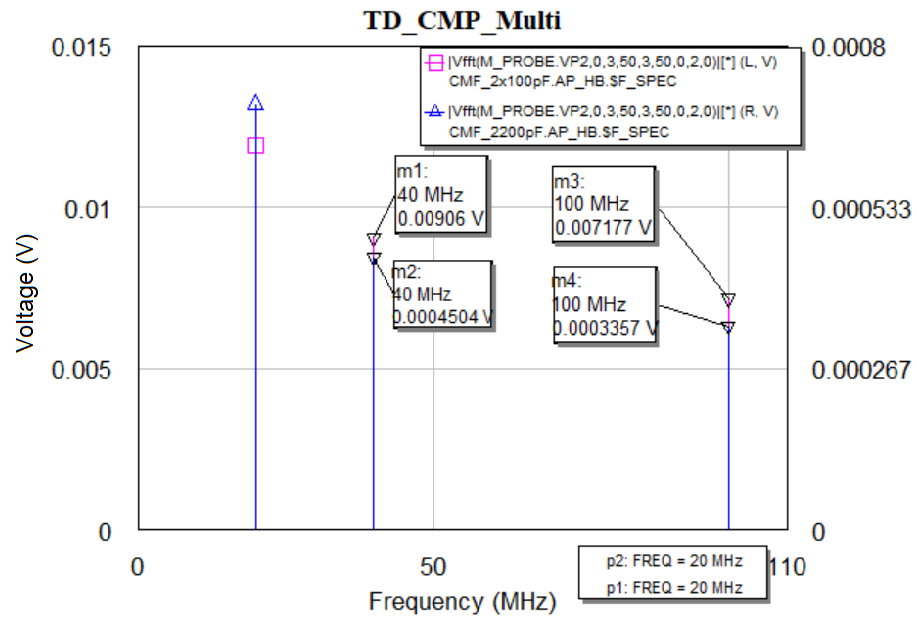 TD_CMP_Multi
|Vfft(M_PROBE.VP2,0,3,50,3,50,0,2,0)|[*] (L, V)
CMF_2x100pF.AP_HB.$F_SPEC
|Vfft(M_PROBE.VP2,0,3,50,3,50,0,2,0)|[*] (R, V)
CMF_2200pF.AP_HB.$F_SPEC
0.015
0.01
0.005
0
Voltage (V)
0.0008
0.000533
0.000267
0
m1:
40 MHz
0.00906 V
m2:
40 MHz
0.0004504 V
m3:
100 MHz
0.007177 V
m4:
100 MHz
0.0003357 V
0
50
110
Frequency (MHz)
p2: FREQ = 20 MHz
p1: FREQ = 20 MHz